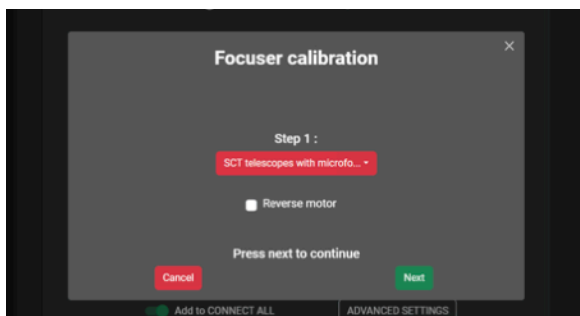 Focuser calibration
×
Step 1 :
SCT telescopes with microfo...
Reverse motor
Press next to continue
Cancel
Next
Add to CONNECT ALL
ADVANCED SETTINGS